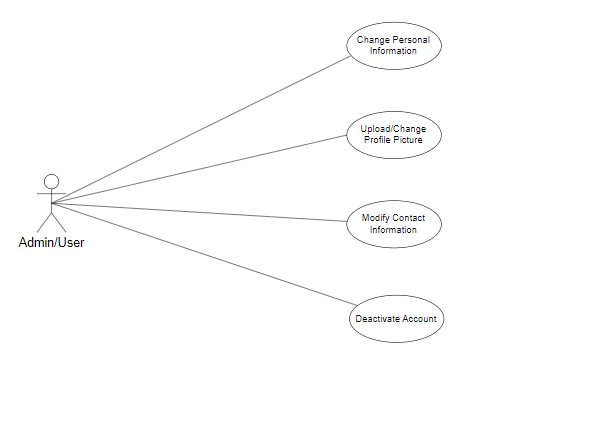 Change Personal
Information
Upload/Change
Profile Picture
Admin/User
Modify Contact
Information
Deactivate Account